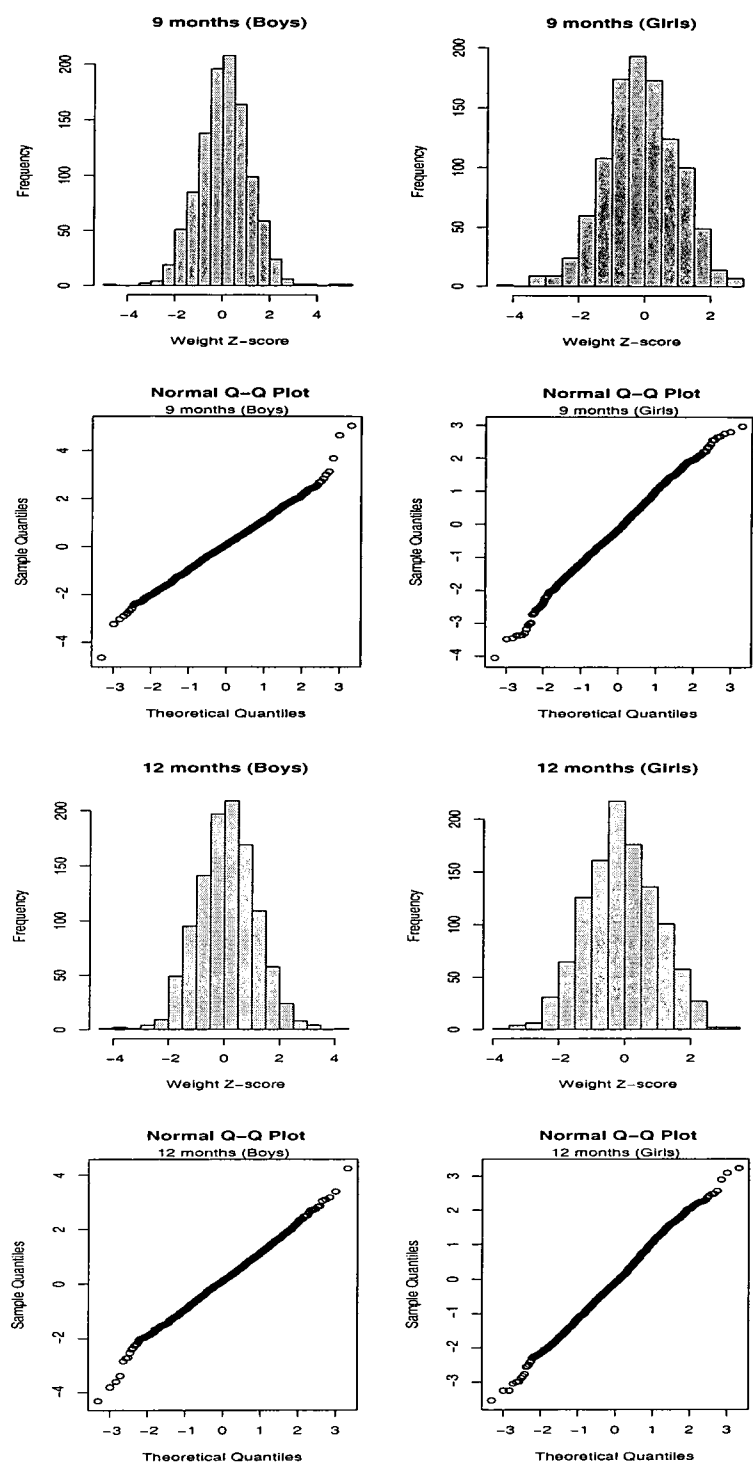 9 months (Boys)
Frequency
0 50 100 150 200
−4 −2 0 2 4
Weight Z−score
9 months (Girls)
Frequency
0 50 100 150 200
−4 −2 0 2
Weight Z−score
Normal Q−Q Plot
9 months (Boys)
Sample Quantiles
−4 −2 0 2 4
−3 −2 −1 0 1 2 3
Theoretical Quantiles
Normal Q−Q Plot
9 months (Girls)
Sample Quantiles
−4 −3 −2 −1 0 1 2 3
−3 −2 −1 0 1 2 3
Theoretical Quantiles
12 months (Boys)
Frequency
0 50 100 150 200
−4 −2 0 2 4
Weight Z−score
12 months (Girls)
Frequency
0 50 100 150 200
−4 −2 0 2
Weight Z−score
Normal Q−Q Plot
12 months (Boys)
Sample Quantiles
−4 −2 0 2 4
−3 −2 −1 0 1 2 3
Theoretical Quantiles
Normal Q−Q Plot
12 months (Girls)
Sample Quantiles
−3 −2 −1 0 1 2 3
−3 −2 −1 0 1 2 3
Theoretical Quantiles